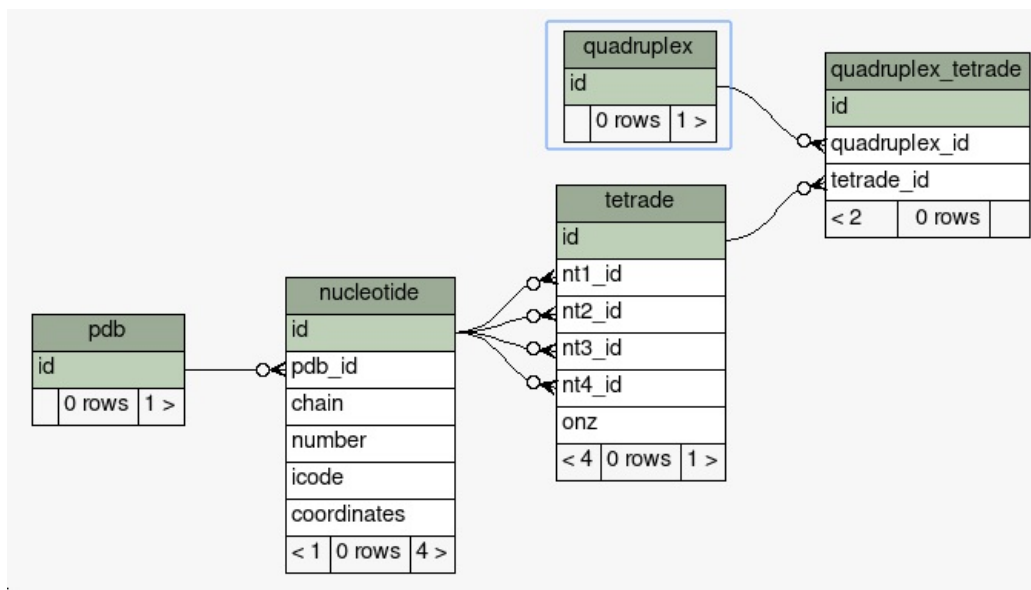 quadruplex
id
0 rows 1 >
quadruplex_tetrade
id
quadruplex_id
tetrade_id
< 2 0 rows
tetrade
id
nt1_id
nt2_id
nt3_id
nt4_id
onz
< 4 0 rows 1 >
nucleotide
id
pdb_id
chain
number
icode
coordinates
< 1 0 rows 4 >
pdb
id
0 rows 1 >